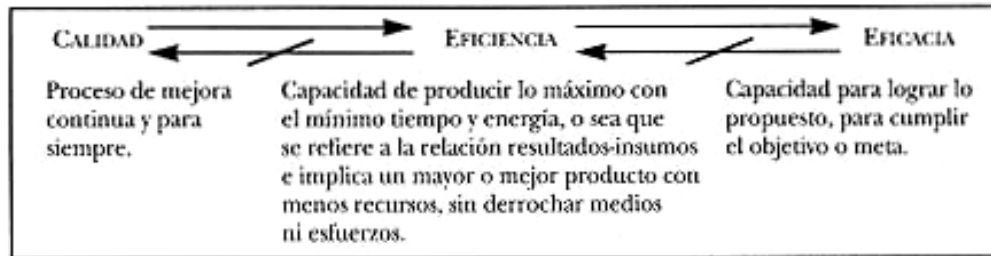 CALIDAD EFICIENCIA EFICACIA
Proceso de mejora
continua y para
siempre.
Capacidad de producir lo máximo con
el mínimo tiempo y energía, o sea que
se refiere a la relación resultados-insumos
e implica un mayor o mejor producto con
menos recursos, sin derrochar medios
ni esfuerzos.
Capacidad para lograr lo
propuesto, para cumplir
el objetivo o meta.